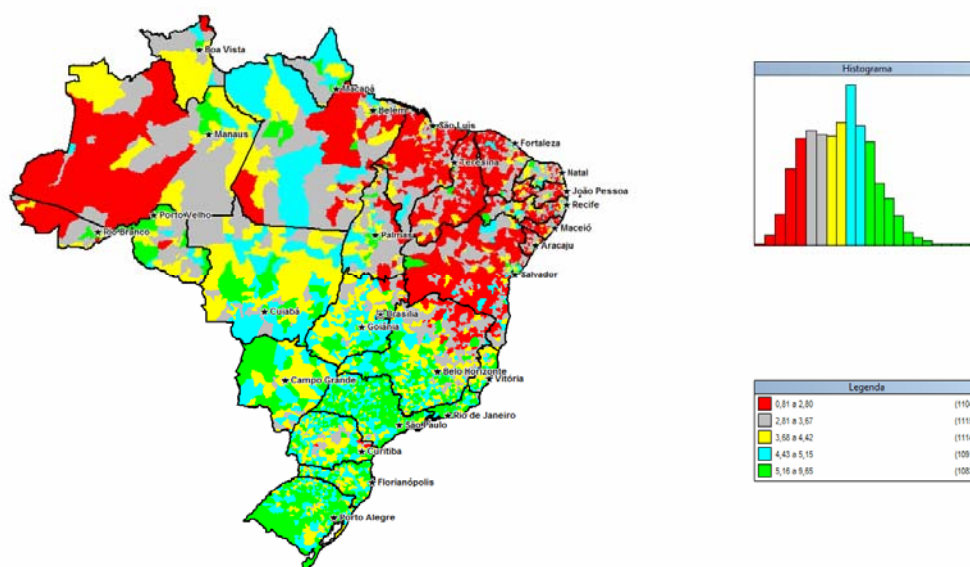 Boa Vista
Macapá
Belém
São Luis
Manaus
Fortaleza
Teresina
Natal
João Pessoa
Recife
Porto Velho
Maceió
Rio Branco
Palmas
Aracaju
Salvador
Cuiabá
Brasília
Goiânia
Belo Horizonte
Campo Grande
Vitória
Rio de Janeiro
São Paulo
Curitiba
Florianópolis
Porto Alegre
Histograma
Legenda
0,81 a 2,80
2,81 a 3,67
3,68 a 4,42
4,43 a 5,15
5,16 a 9,65